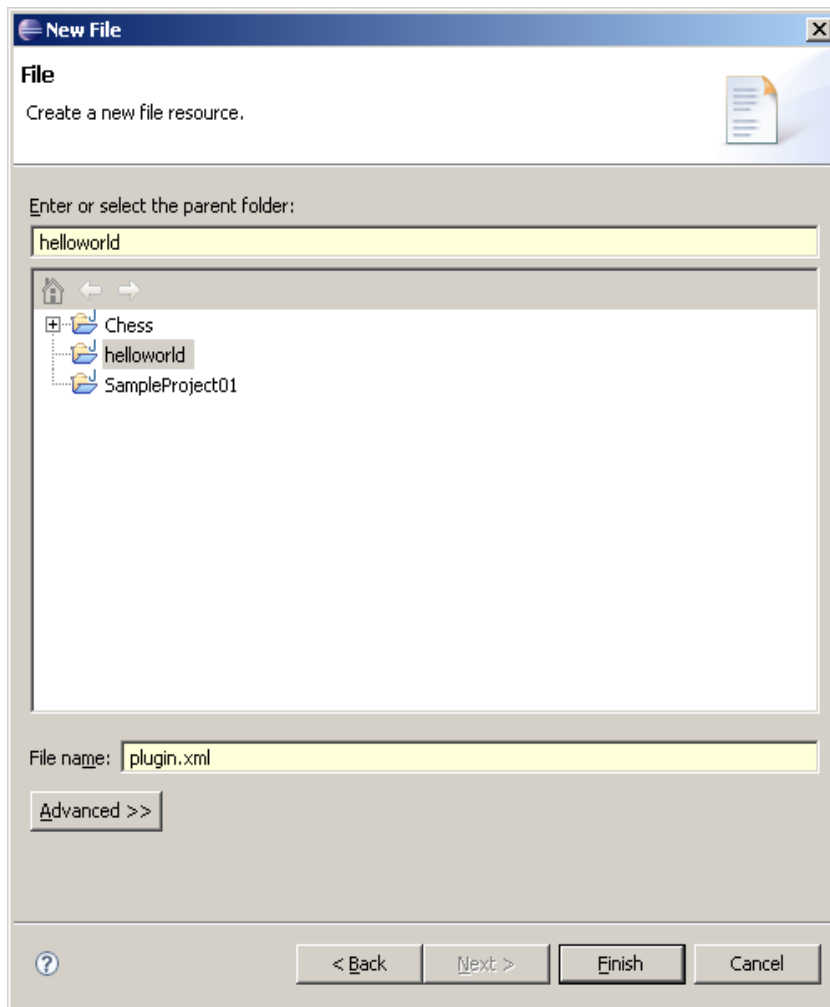 New File
File
Create a new file resource.
Enter or select the parent folder:
helloworld
Chess
helloworld
SampleProject01
File name: plugin.xml
Advanced >>
< Back Next > Finish Cancel